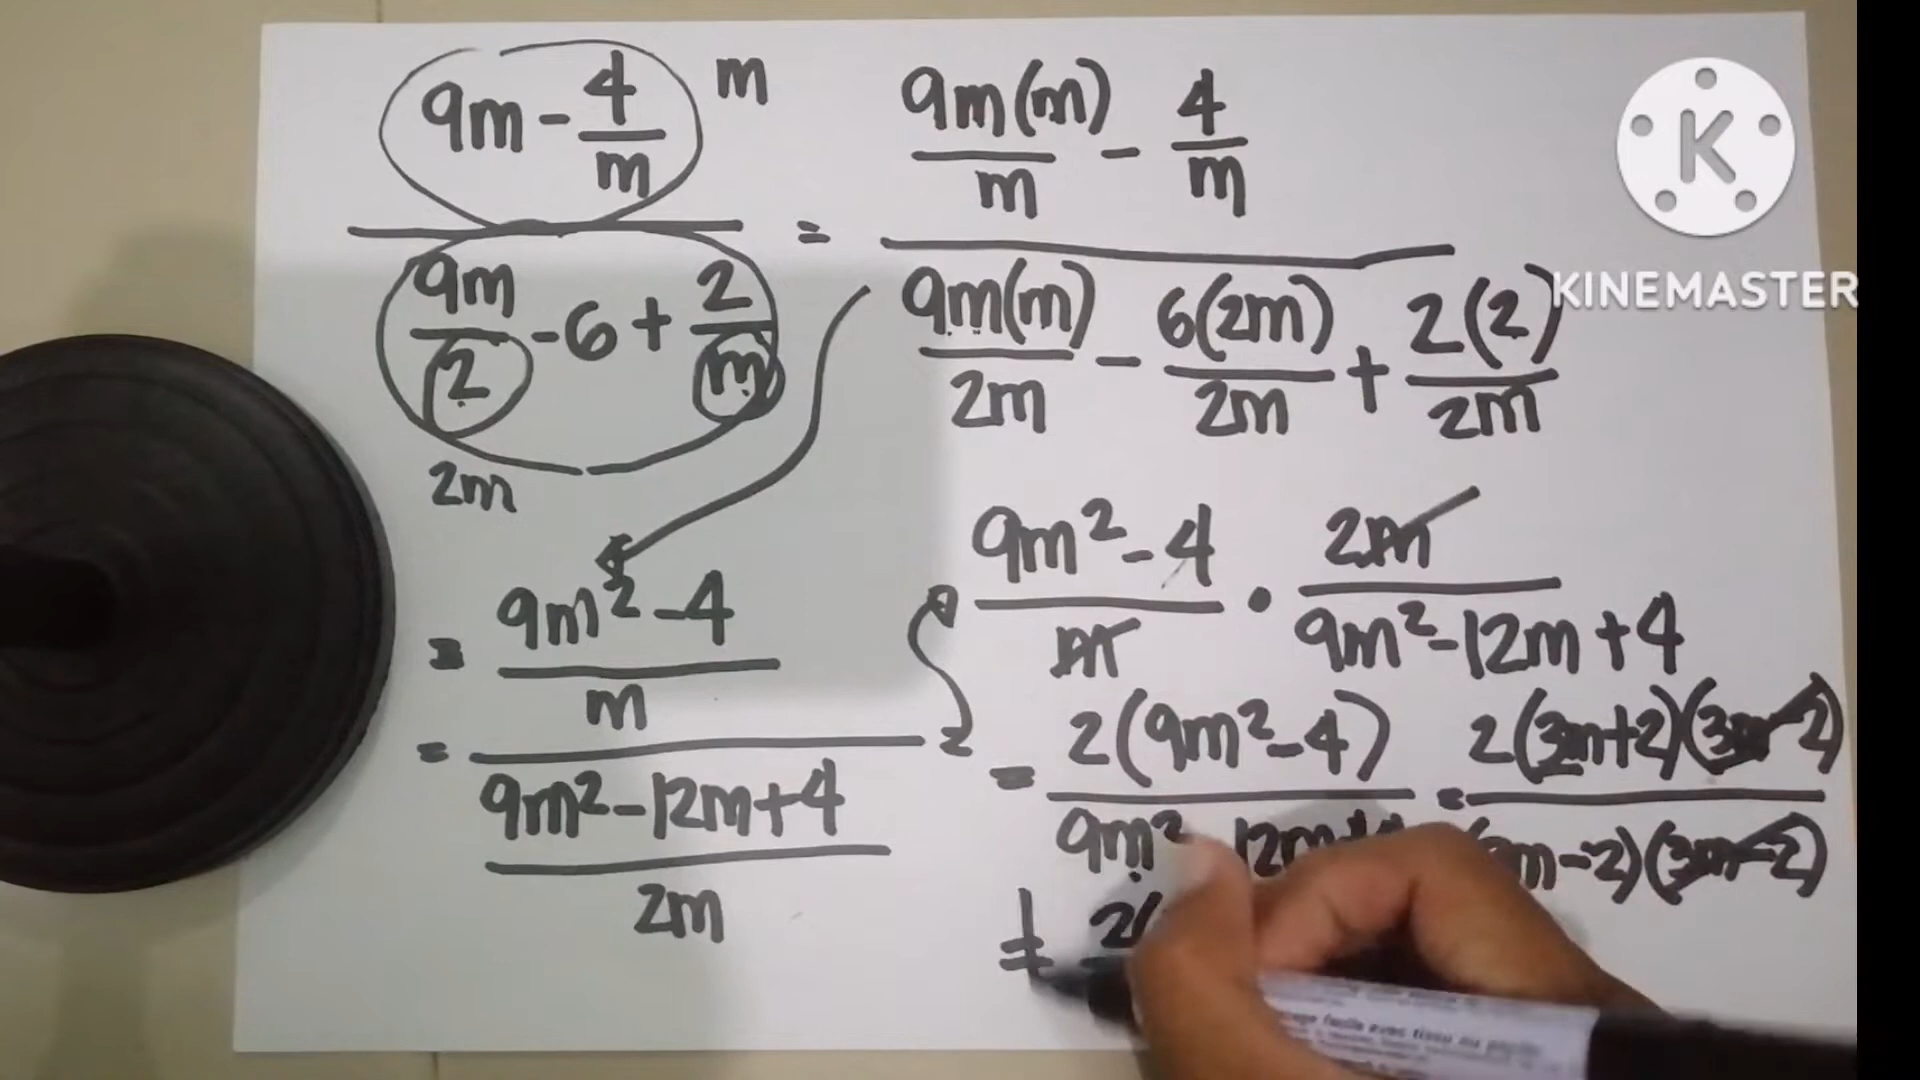 9m - 4/m m
9m/2 - 6 + 2/m
2m
= 9m(m)/m - 4/m
9m(m)/2m - 6(2m)/2m + 2(2)/2m
= 9m² - 4
m
=
9m² - 12m + 4
2m
9m² - 4/m • 2m/9m² - 12m + 4
= 2(9m² - 4) = 2(3m+2)(3m-2)
9m² 12m m-2)(3m-2)
= 2(
K
KINEMASTER